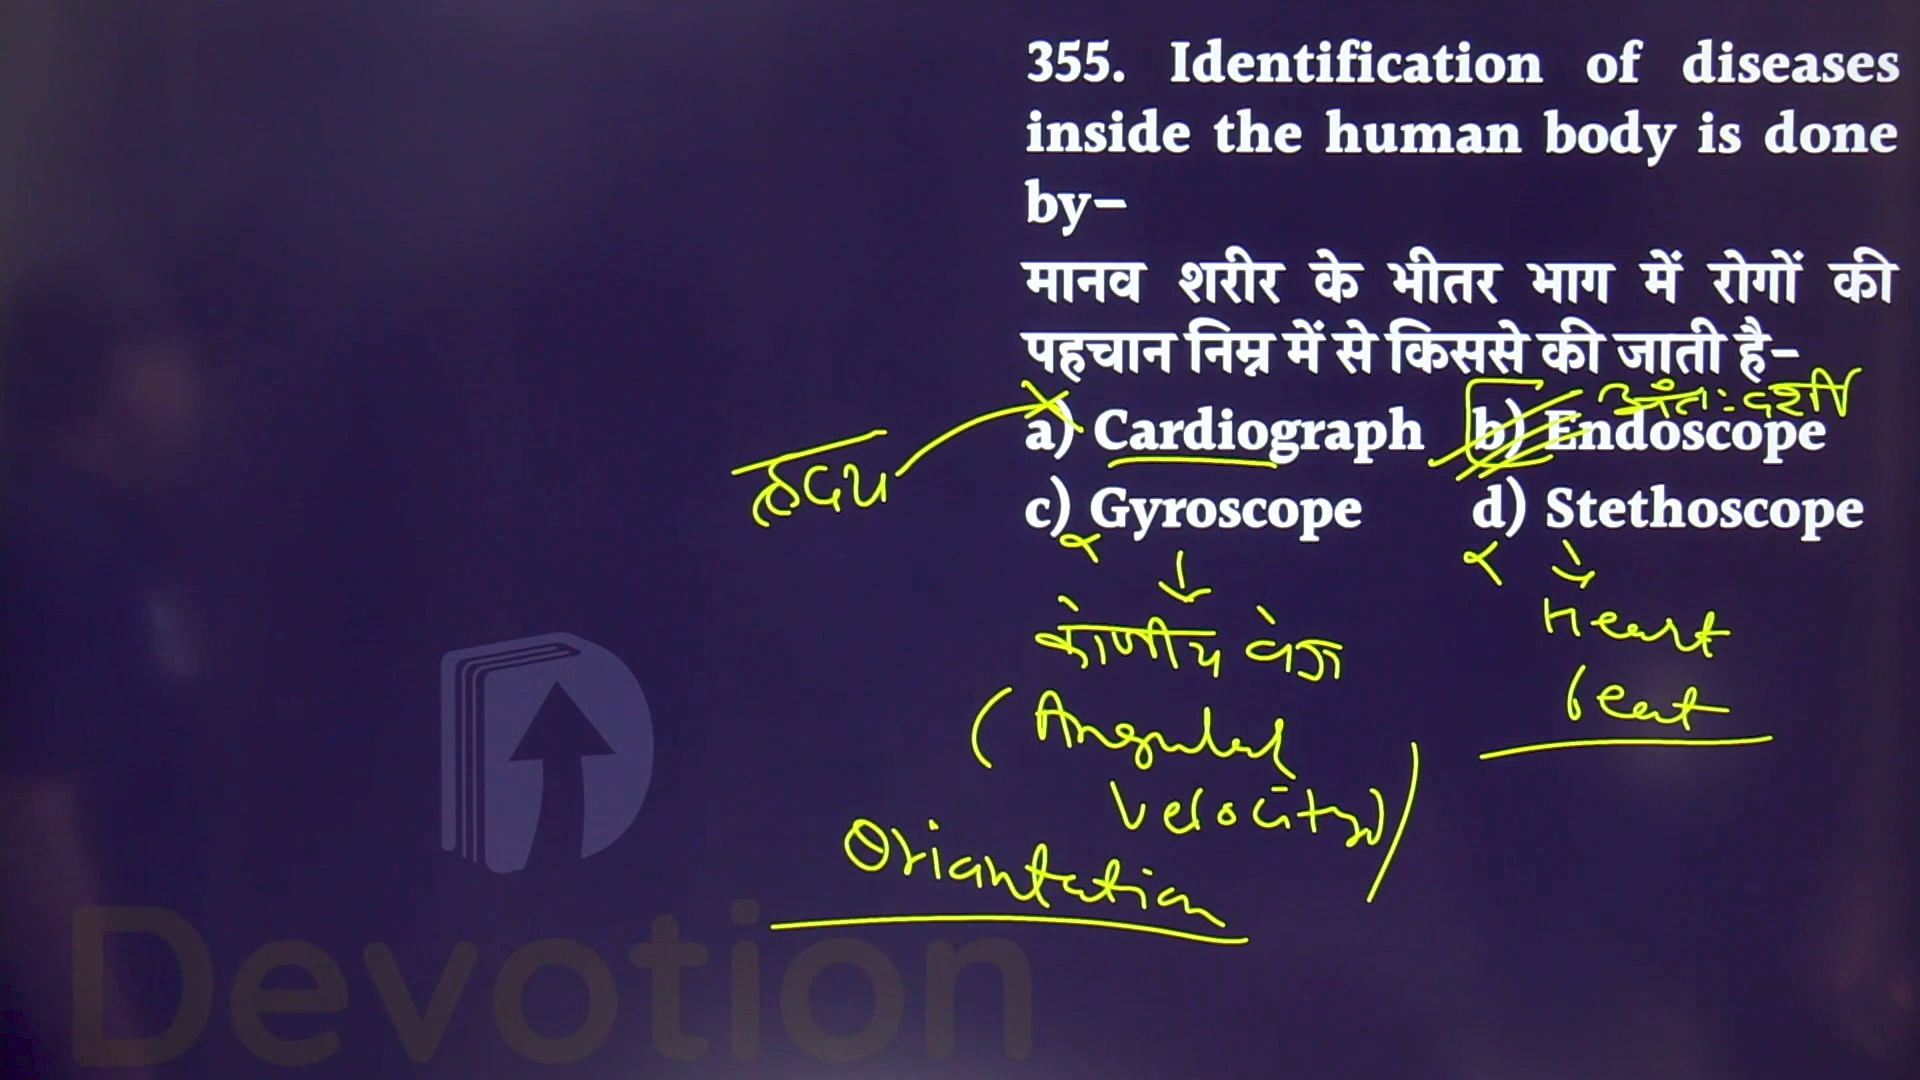 355. Identification of diseases
inside the human body is done
by-
मानव शरीर के भीतर भाग में रोगों की
पहचान निम्न में से किससे की जाती है-
अंतःदर्शी
a) Cardiograph b) Endoscope
हृदय
c) Gyroscope d) Stethoscope
कोणीय वेग
Heart
beat
(Angular
velocity)
Oriantation
Devotion